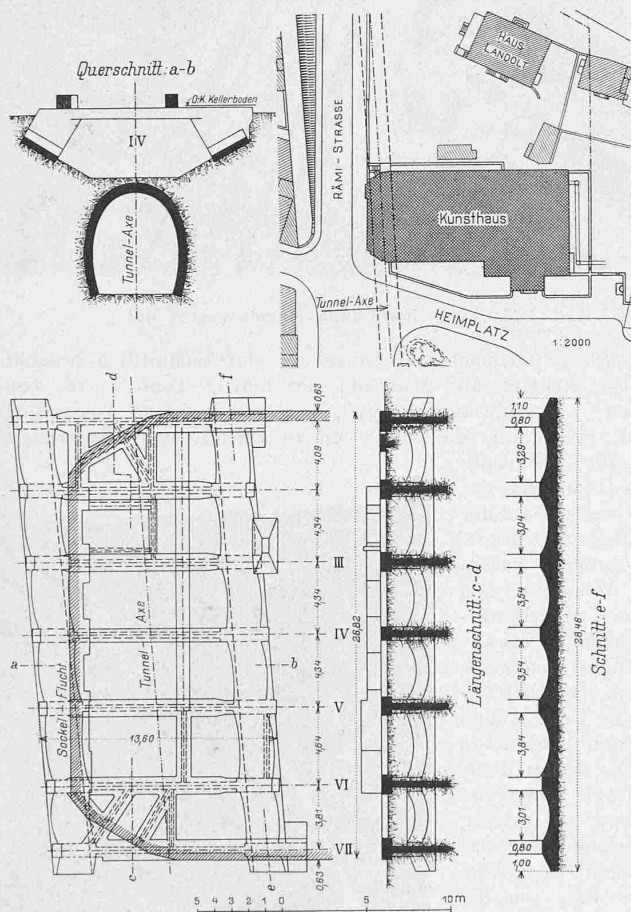 Querschnitt: a-b
O.K. Kellerboden
IV
Tunnel-Axe
HAUS LANDOLT
RÄMI-STRASSE
Kunsthaus
Tunnel-Axe
HEIMPLATZ
1:2000
d
f
0,63
4,09
4,34
III
4,34
IV
4,34
V
4,64
VI
3,81
VII
0,63
26,82
a
b
Sockel-Flucht
Tunnel-Axe
13,60
c
e
Längenschnitt: c-d
1,10
0,80
3,29
3,04
3,54
3,54
3,84
3,01
0,80
1,00
28,46
Schnitt: e-f
5 4 3 2 1 0 5 10 m